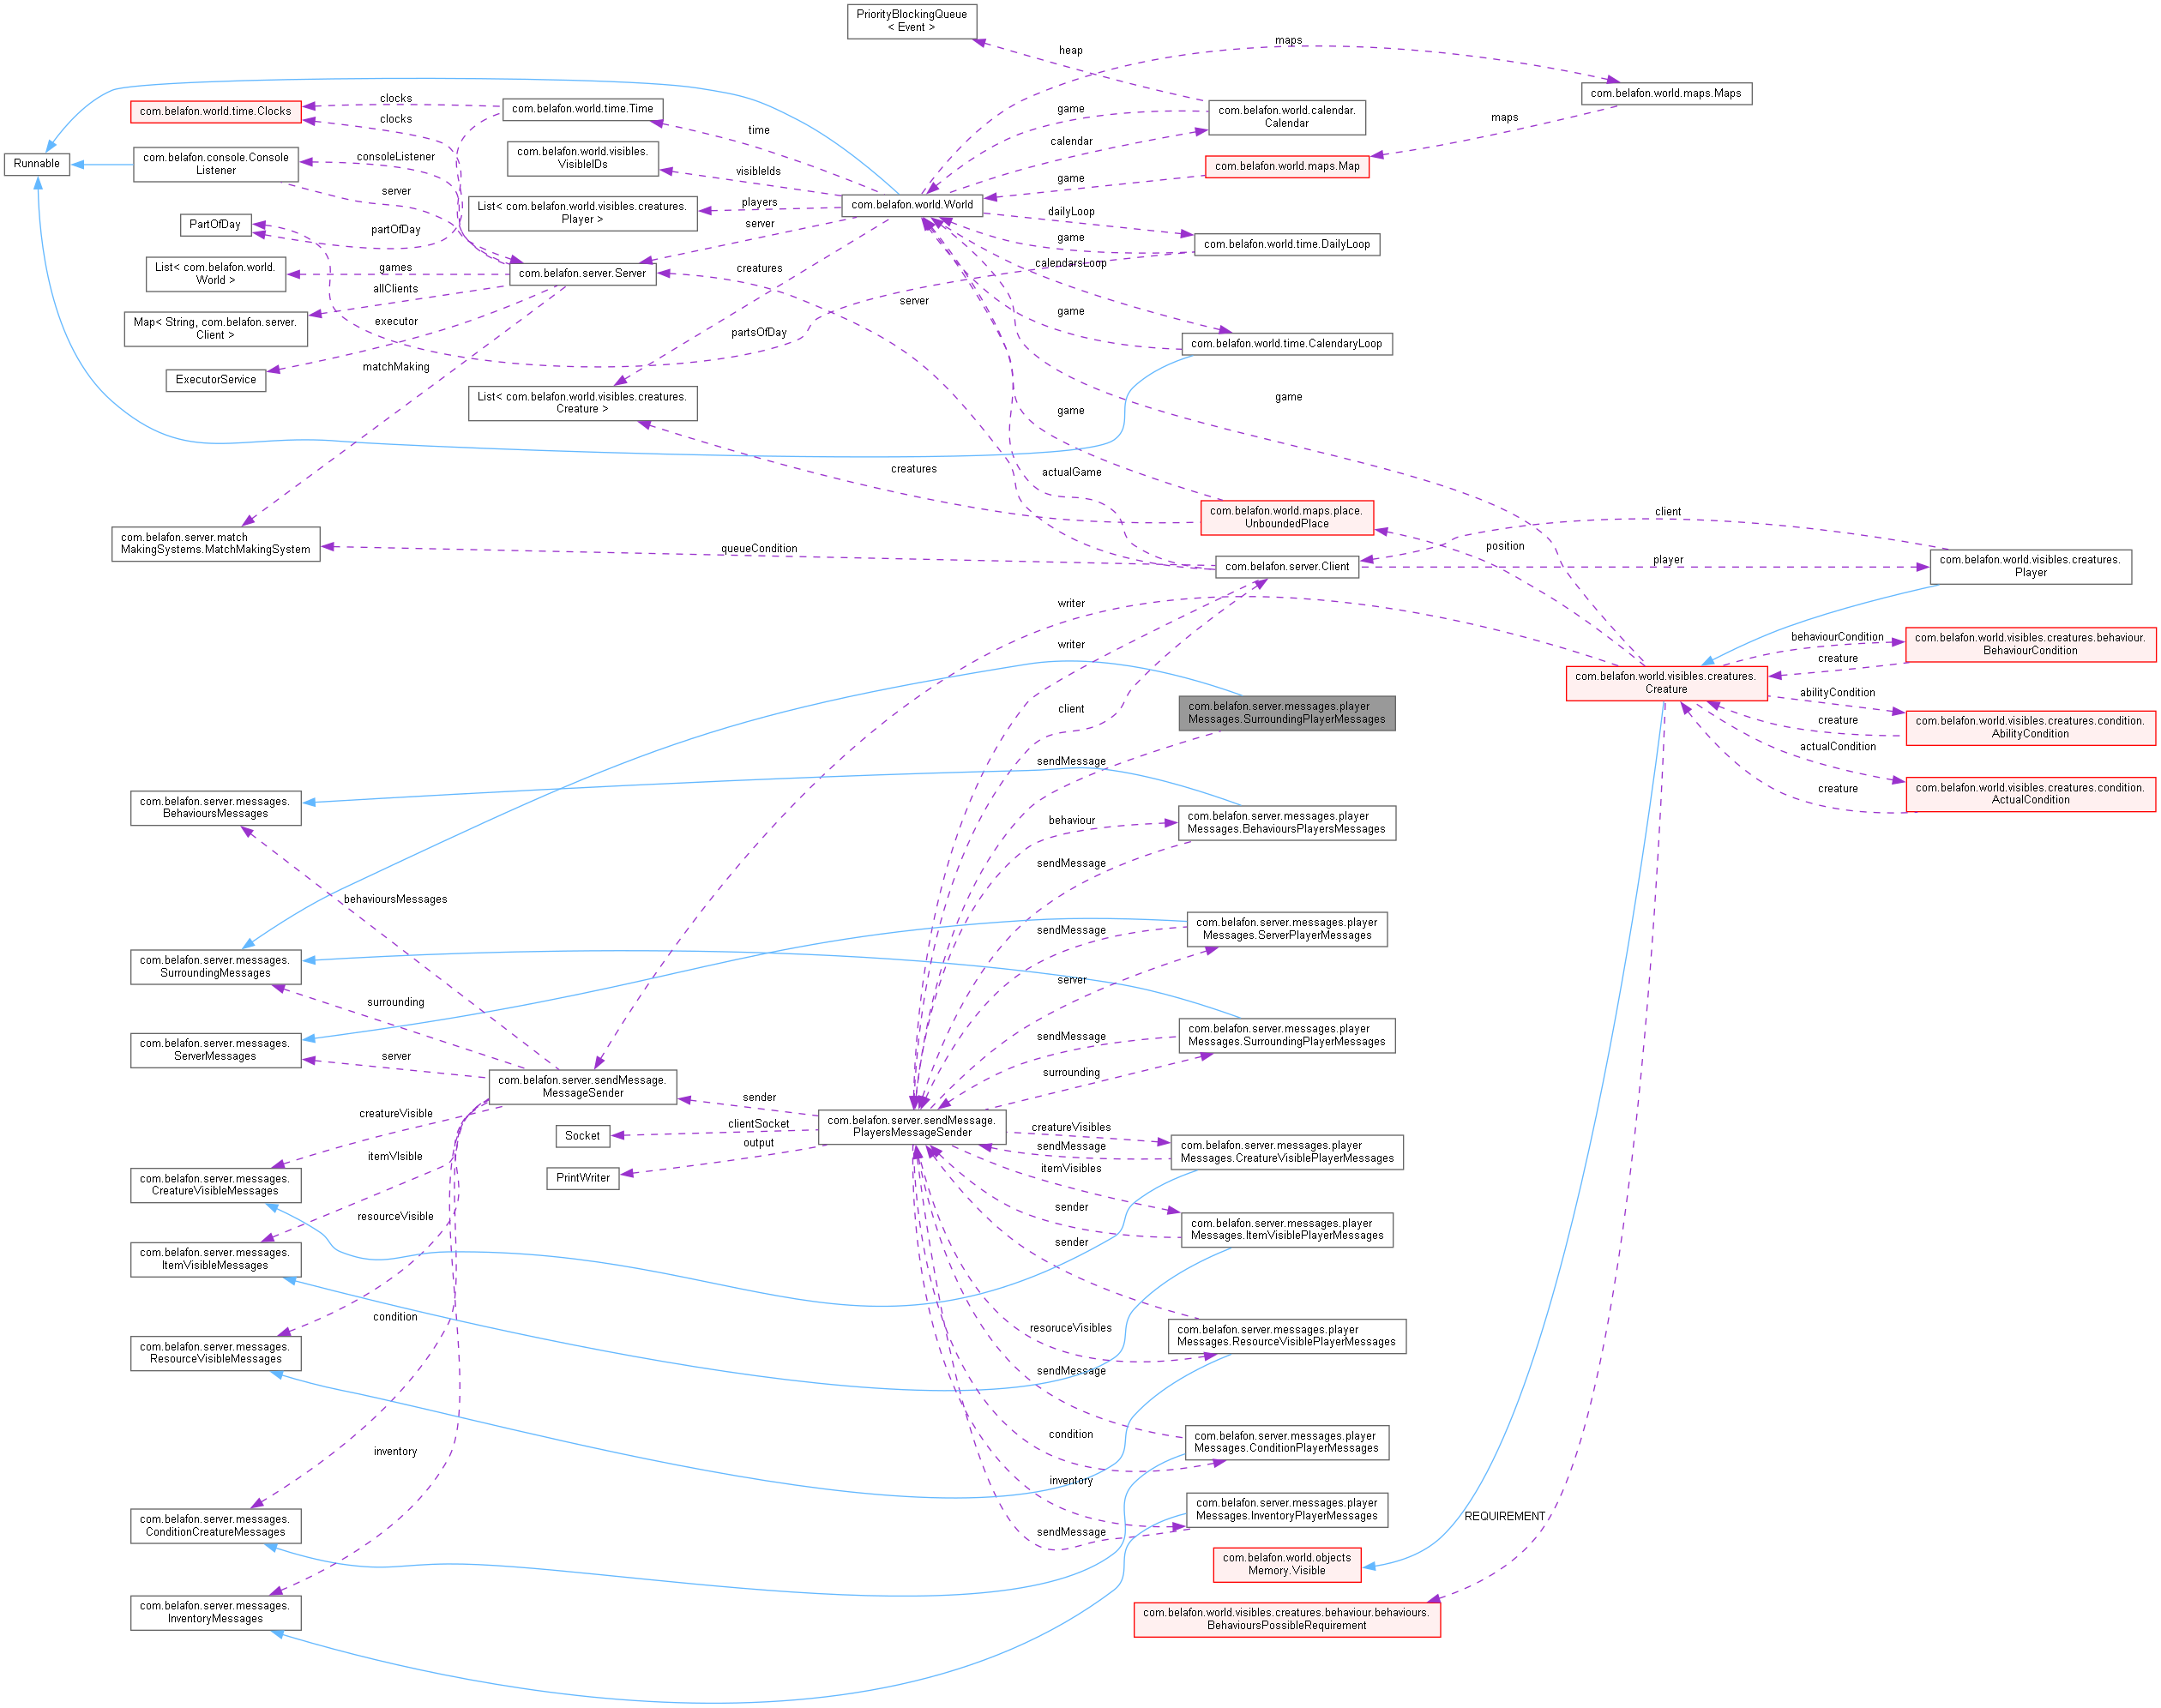 PriorityBlockingQueue
< Event >
heap
maps
com.belafon.world.maps.Maps
clocks
com.belafon.world.time.Clocks
com.belafon.world.time.Time
clocks
game
com.belafon.world.calendar.
Calendar
maps
time
calendar
Runnable
com.belafon.console.Console
Listener
consoleListener
com.belafon.world.visibles.
VisibleIDs
visibleIds
com.belafon.world.maps.Map
game
server
List< com.belafon.world.visibles.creatures.
Player >
players
com.belafon.world.World
dailyLoop
PartOfDay
partOfDay
server
game
com.belafon.world.time.DailyLoop
List< com.belafon.world.
World >
games
com.belafon.server.Server
creatures
calendarsLoop
allClients
Map< String, com.belafon.server.
Client >
executor
server
game
partsOfDay
com.belafon.world.time.CalendaryLoop
ExecutorService
matchMaking
List< com.belafon.world.visibles.creatures.
Creature >
game
game
creatures
actualGame
com.belafon.world.maps.place.
UnboundedPlace
client
com.belafon.server.match
MakingSystems.MatchMakingSystem
queueCondition
position
com.belafon.server.Client
player
com.belafon.world.visibles.creatures.
Player
writer
writer
behaviourCondition
com.belafon.world.visibles.creatures.behaviour.
BehaviourCondition
creature
com.belafon.world.visibles.creatures.
Creature
abilityCondition
client
com.belafon.server.messages.player
Messages.SurroundingPlayerMessages
creature
com.belafon.world.visibles.creatures.condition.
AbilityCondition
actualCondition
sendMessage
creature
com.belafon.world.visibles.creatures.condition.
ActualCondition
com.belafon.server.messages.
BehavioursMessages
behaviour
com.belafon.server.messages.player
Messages.BehavioursPlayersMessages
sendMessage
behavioursMessages
sendMessage
com.belafon.server.messages.player
Messages.ServerPlayerMessages
com.belafon.server.messages.
SurroundingMessages
surrounding
server
com.belafon.server.messages.
ServerMessages
server
sendMessage
com.belafon.server.messages.player
Messages.SurroundingPlayerMessages
surrounding
com.belafon.server.sendMessage.
MessageSender
sender
creatureVisible
clientSocket
com.belafon.server.sendMessage.
PlayersMessageSender
creatureVisibles
Socket
output
sendMessage
com.belafon.server.messages.player
Messages.CreatureVisiblePlayerMessages
itemVisibles
itemVIsible
PrintWriter
com.belafon.server.messages.
CreatureVisibleMessages
resourceVisible
sender
com.belafon.server.messages.player
Messages.ItemVisiblePlayerMessages
sender
com.belafon.server.messages.
ItemVisibleMessages
condition
resoruceVisibles
com.belafon.server.messages.player
Messages.ResourceVisiblePlayerMessages
com.belafon.server.messages.
ResourceVisibleMessages
sendMessage
condition
com.belafon.server.messages.player
Messages.ConditionPlayerMessages
inventory
inventory
com.belafon.server.messages.player
Messages.InventoryPlayerMessages
REQUIREMENT
com.belafon.server.messages.
ConditionCreatureMessages
sendMessage
com.belafon.world.objects
Memory.Visible
com.belafon.server.messages.
InventoryMessages
com.belafon.world.visibles.creatures.behaviour.behaviours.
BehavioursPossibleRequirement